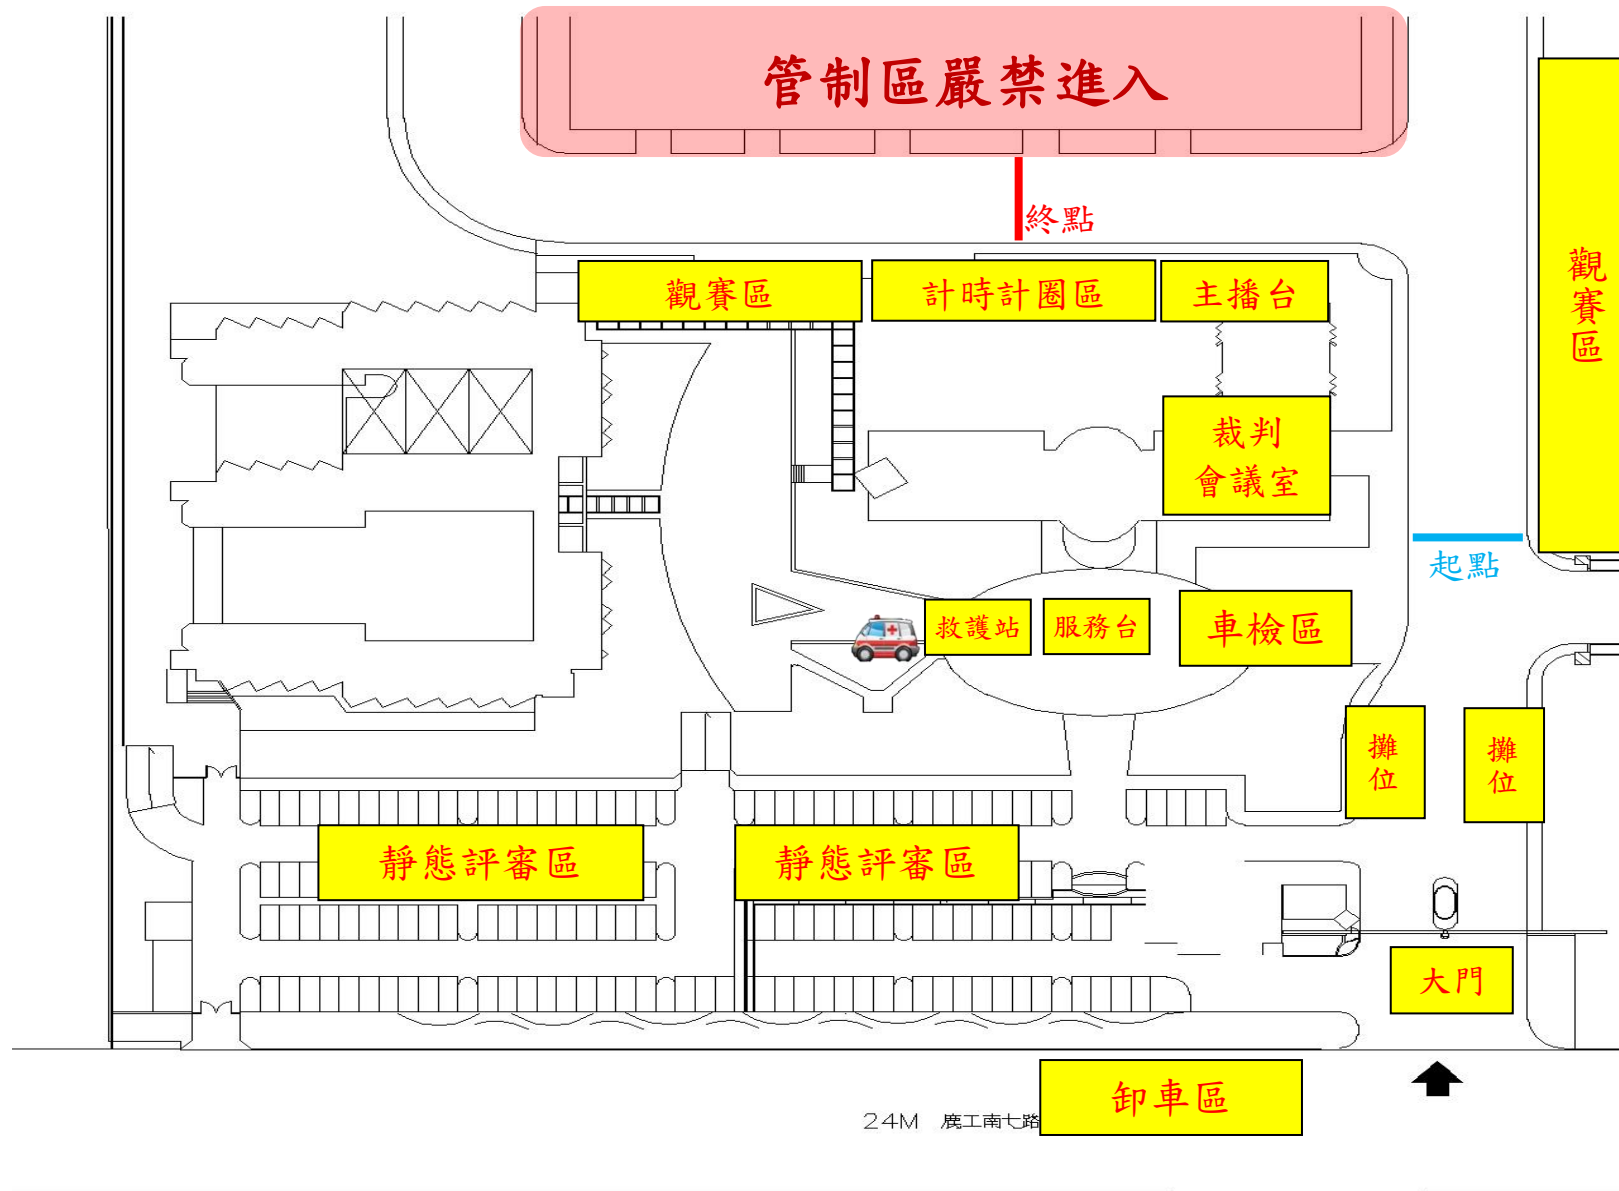 管制區嚴禁進入
終點
觀賽區
計時計圈區
主播台
觀賽區
裁判
會議室
起點
救護站
服務台
車檢區
攤位
攤位
靜態評審區
靜態評審區
大門
卸車區
24M 鹿工南七路